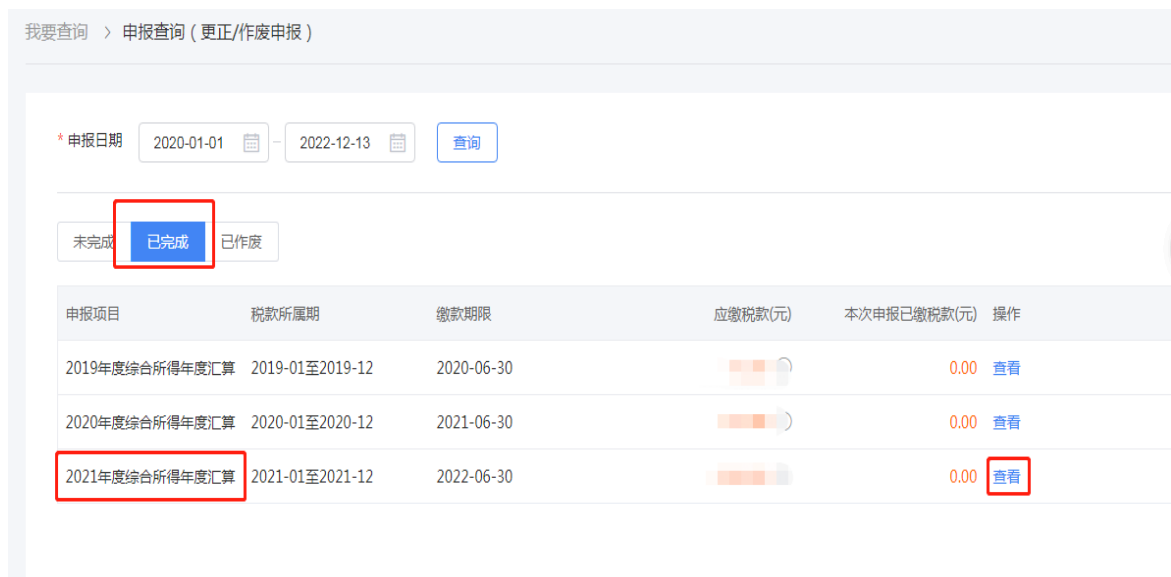 我要查询 > 申报查询（更正/作废申报）
* 申报日期 2020-01-01 - 2022-12-13 查询
未完成 已完成 已作废
申报项目 税款所属期 缴款期限 应缴税款(元) 本次申报已缴税款(元) 操作
2019年度综合所得年度汇算 2019-01至2019-12 2020-06-30 0.00 查看
2020年度综合所得年度汇算 2020-01至2020-12 2021-06-30 0.00 查看
2021年度综合所得年度汇算 2021-01至2021-12 2022-06-30 0.00 查看